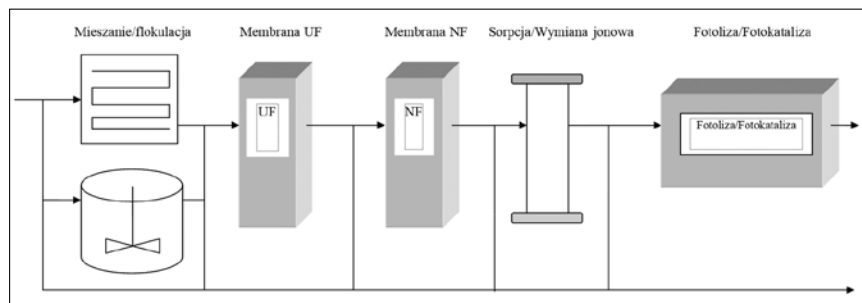 Mieszanie/flokulacja
Membrana UF
Membrana NF
Sorpcja/Wymiana jonowa
Fotoliza/Fotokataliza
UF
NF
Fotoliza/Fotokataliza